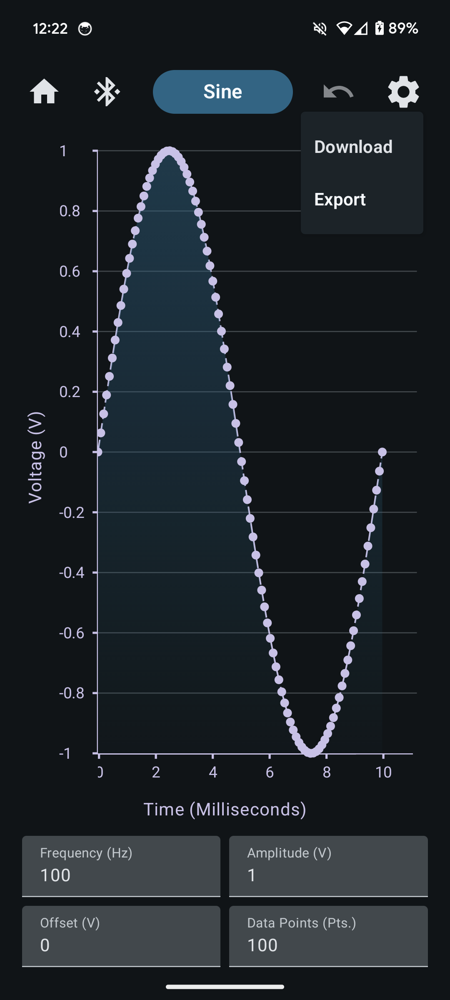 12:22
89%
Sine
Download
Export
1
0.8
0.6
0.4
0.2
0
-0.2
-0.4
-0.6
-0.8
-1
Voltage (V)
0 2 4 6 8 10
Time (Milliseconds)
Frequency (Hz)
100
Amplitude (V)
1
Offset (V)
0
Data Points (Pts.)
100